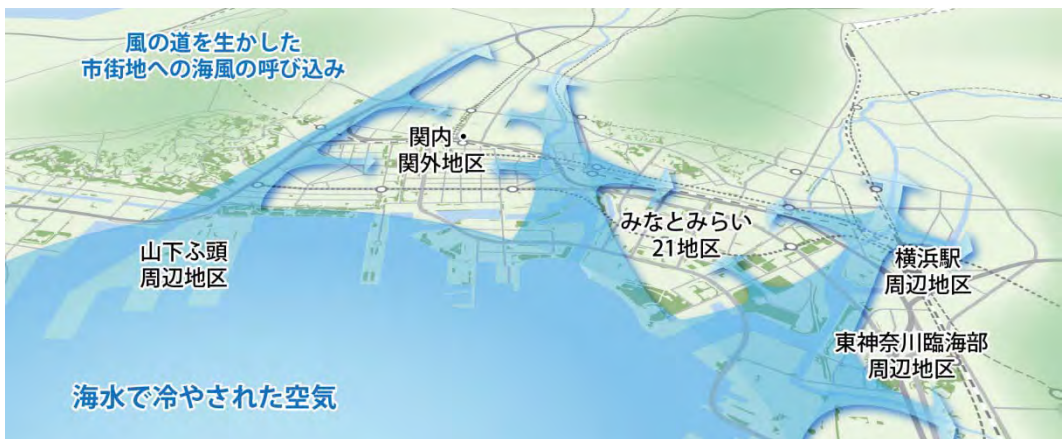 風の道を生かした
市街地への海風の呼び込み
関内・
関外地区
みなとみらい
21地区
山下ふ頭
周辺地区
横浜駅
周辺地区
東神奈川臨海部
周辺地区
海水で冷やされた空気